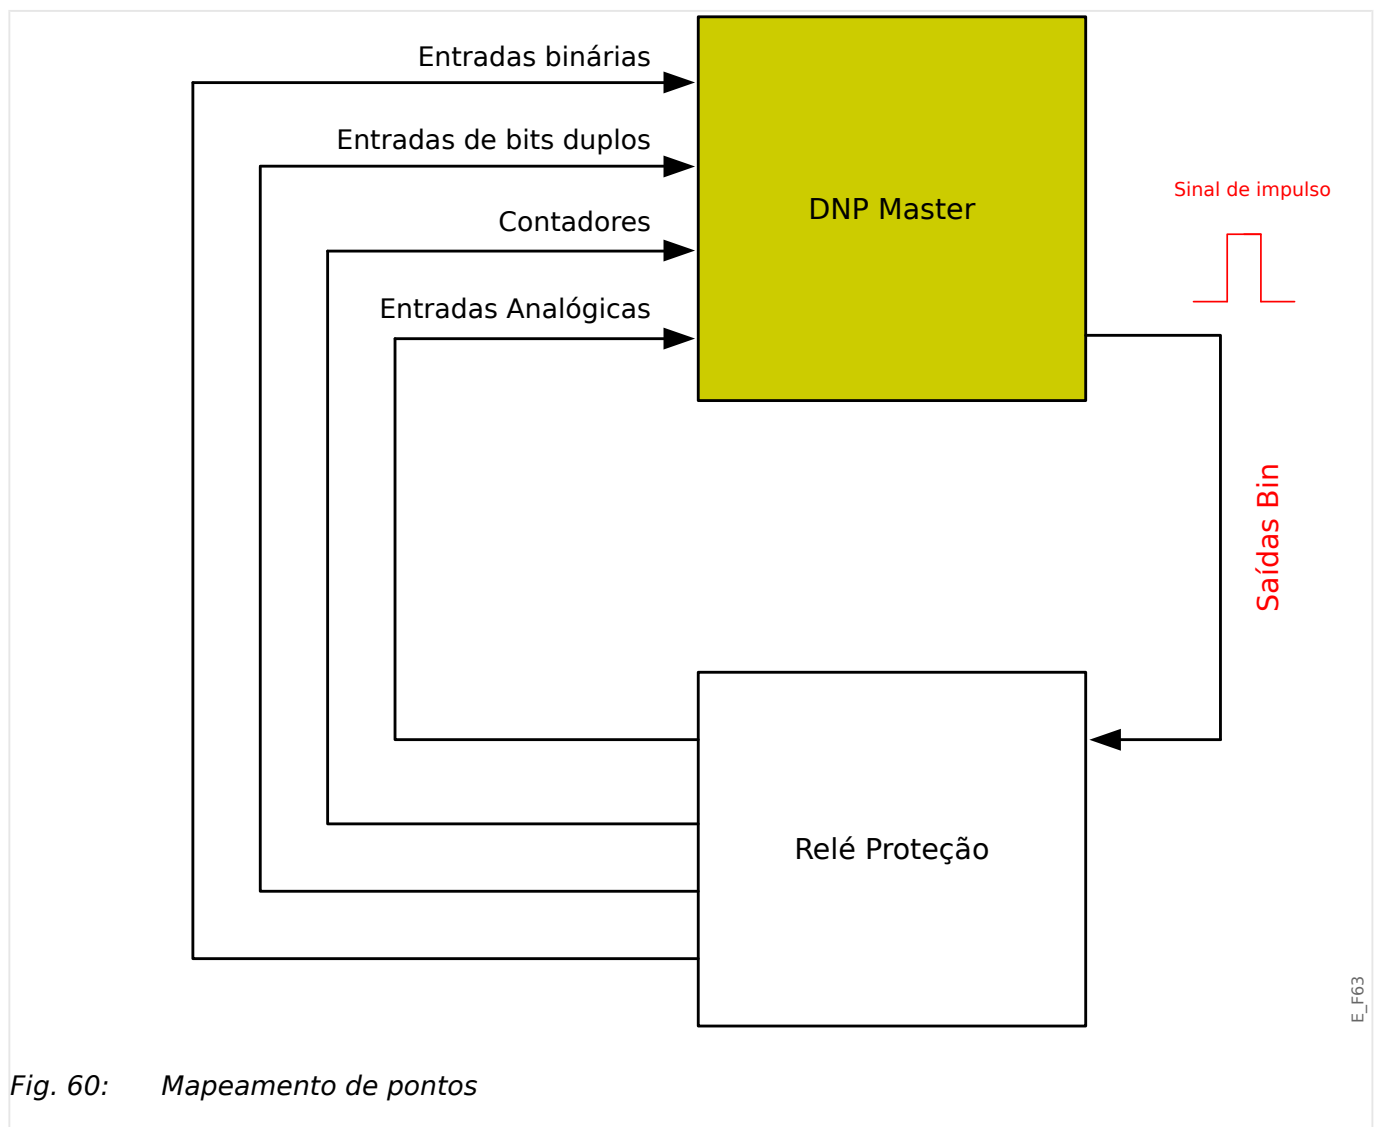 Entradas binárias
Entradas de bits duplos
Contadores
Entradas Analógicas
DNP Master
Sinal de impulso
Saídas Bin
Relé Proteção
E_F63
Fig. 60: Mapeamento de pontos